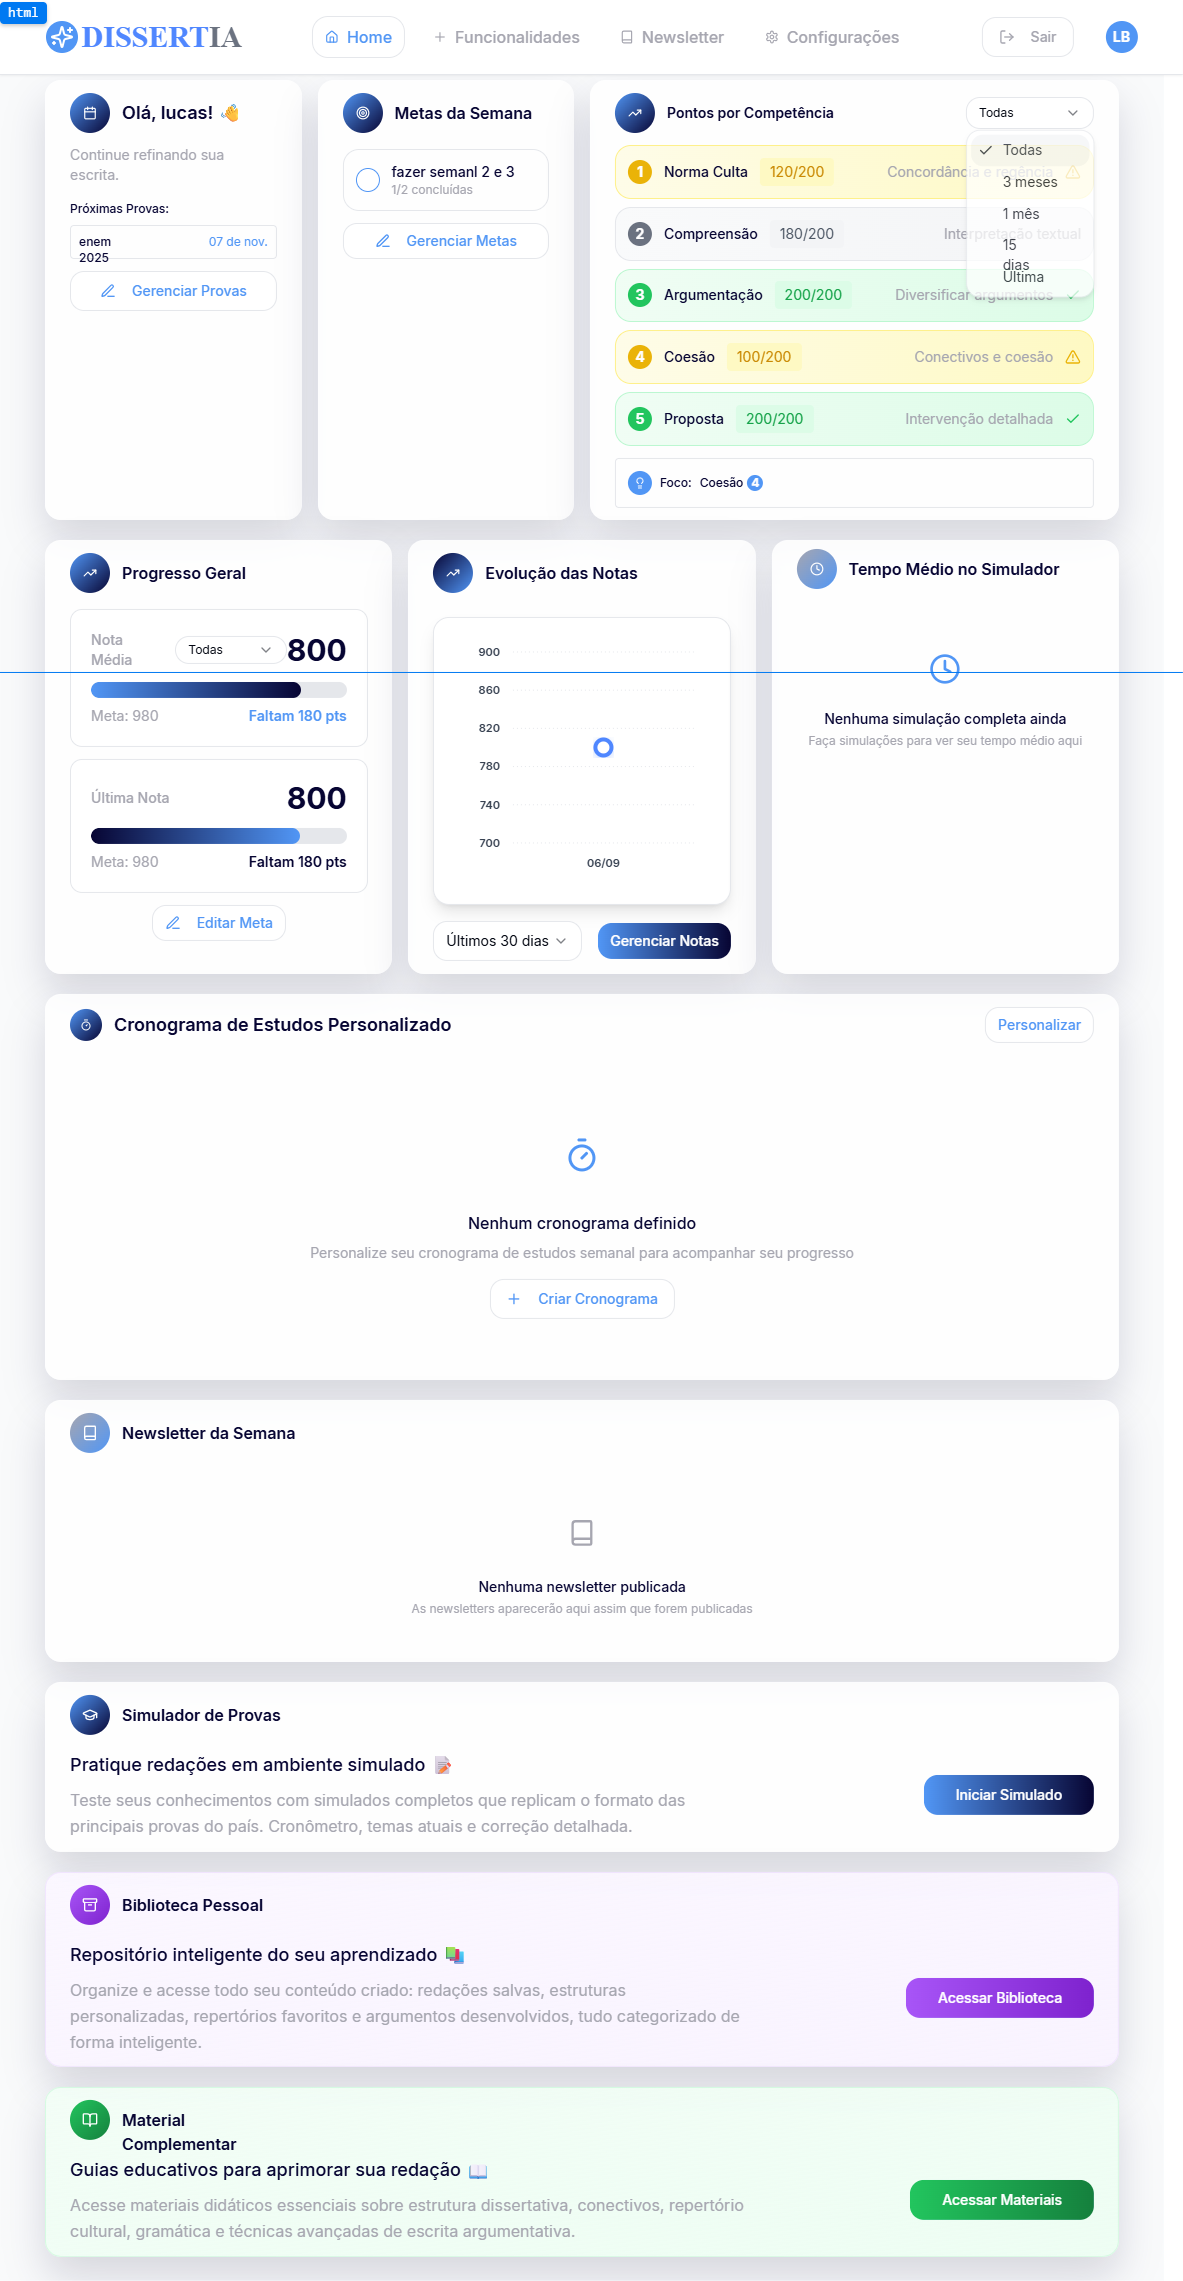 html
DISSERTIA
Home
Funcionalidades
Newsletter
Configurações
Sair
LB
Olá, lucas! 👋
Continue refinando sua
escrita.
Próximas Provas:
enem
2025
07 de nov.
Gerenciar Provas
Metas da Semana
fazer semanl 2 e 3
1/2 concluídas
Gerenciar Metas
Pontos por Competência
Todas
Todas
3 meses
1 mês
15
dias
Última
1 Norma Culta 120/200 Concordância e regência
2 Compreensão 180/200 Interpretação textual
3 Argumentação 200/200 Diversificar argumentos
4 Coesão 100/200 Conectivos e coesão
5 Proposta 200/200 Intervenção detalhada
Foco: Coesão 4
Progresso Geral
Nota
Média
Todas
800
Meta: 980 Faltam 180 pts
Última Nota 800
Meta: 980 Faltam 180 pts
Editar Meta
Evolução das Notas
900
860
820
780
740
700
06/09
Últimos 30 dias
Gerenciar Notas
Tempo Médio no Simulador
Nenhuma simulação completa ainda
Faça simulações para ver seu tempo médio aqui
Cronograma de Estudos Personalizado
Personalizar
Nenhum cronograma definido
Personalize seu cronograma de estudos semanal para acompanhar seu progresso
Criar Cronograma
Newsletter da Semana
Nenhuma newsletter publicada
As newsletters aparecerão aqui assim que forem publicadas
Simulador de Provas
Pratique redações em ambiente simulado 📝
Teste seus conhecimentos com simulados completos que replicam o formato das
principais provas do país. Cronômetro, temas atuais e correção detalhada.
Iniciar Simulado
Biblioteca Pessoal
Repositório inteligente do seu aprendizado 📚
Organize e acesse todo seu conteúdo criado: redações salvas, estruturas
personalizadas, repertórios favoritos e argumentos desenvolvidos, tudo categorizado de
forma inteligente.
Acessar Biblioteca
Material
Complementar
Guias educativos para aprimorar sua redação 📖
Acesse materiais didáticos essenciais sobre estrutura dissertativa, conectivos, repertório
cultural, gramática e técnicas avançadas de escrita argumentativa.
Acessar Materiais